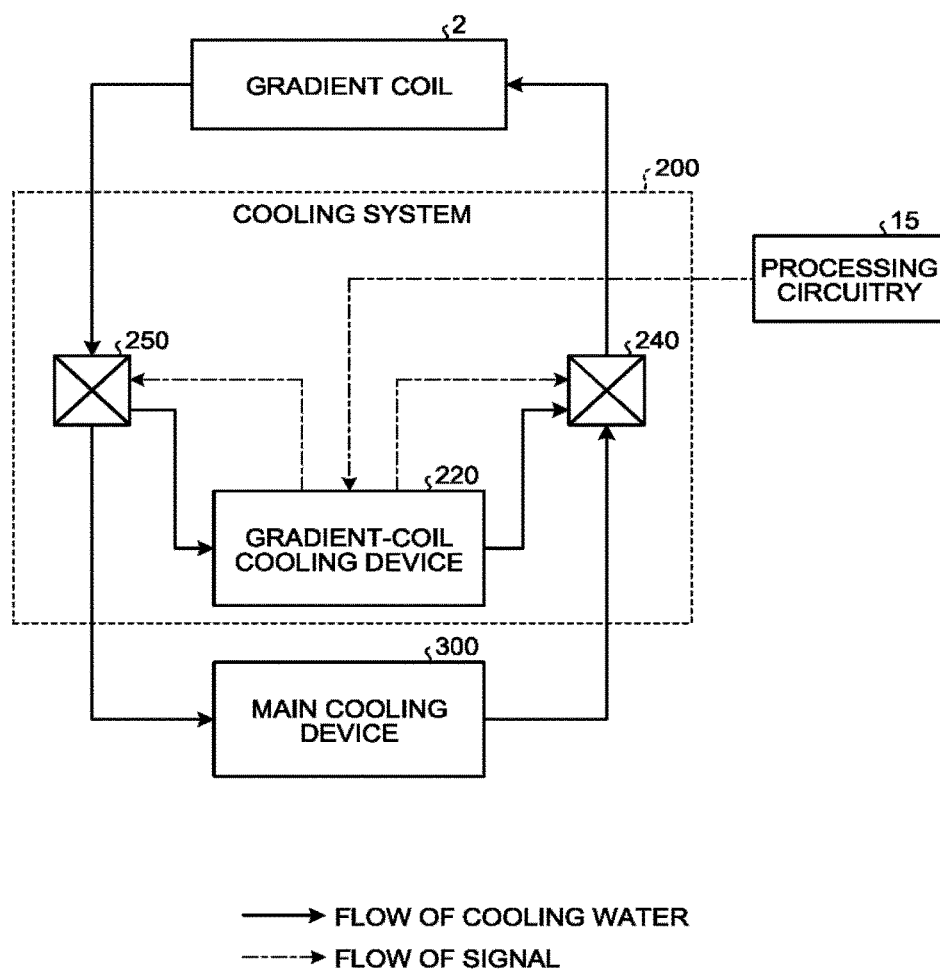 2
GRADIENT COIL
200
COOLING SYSTEM
15
PROCESSING
CIRCUITRY
250
240
220
GRADIENT-COIL
COOLING DEVICE
300
MAIN COOLING
DEVICE
FLOW OF COOLING WATER
FLOW OF SIGNAL